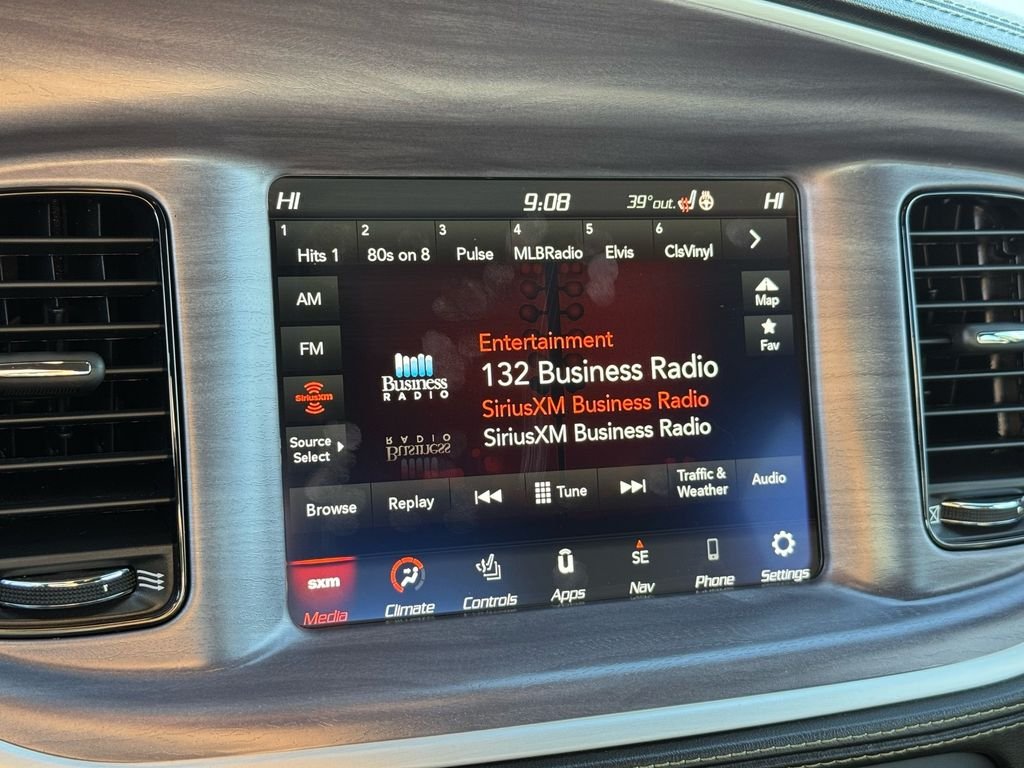 HI 9:08 39°out. HI
1 Hits 1 2 80s on 8 3 Pulse 4 MLBRadio 5 Elvis 6 ClsVinyl
AM
FM
SiriusXM
Source
Select
Map
Fav
Business
RADIO
Entertainment
132 Business Radio
SiriusXM Business Radio
SiriusXM Business Radio
Browse Replay Tune Traffic &
Weather Audio
sxm
Media
Climate
Controls
Apps
SE
Nav
Phone
Settings